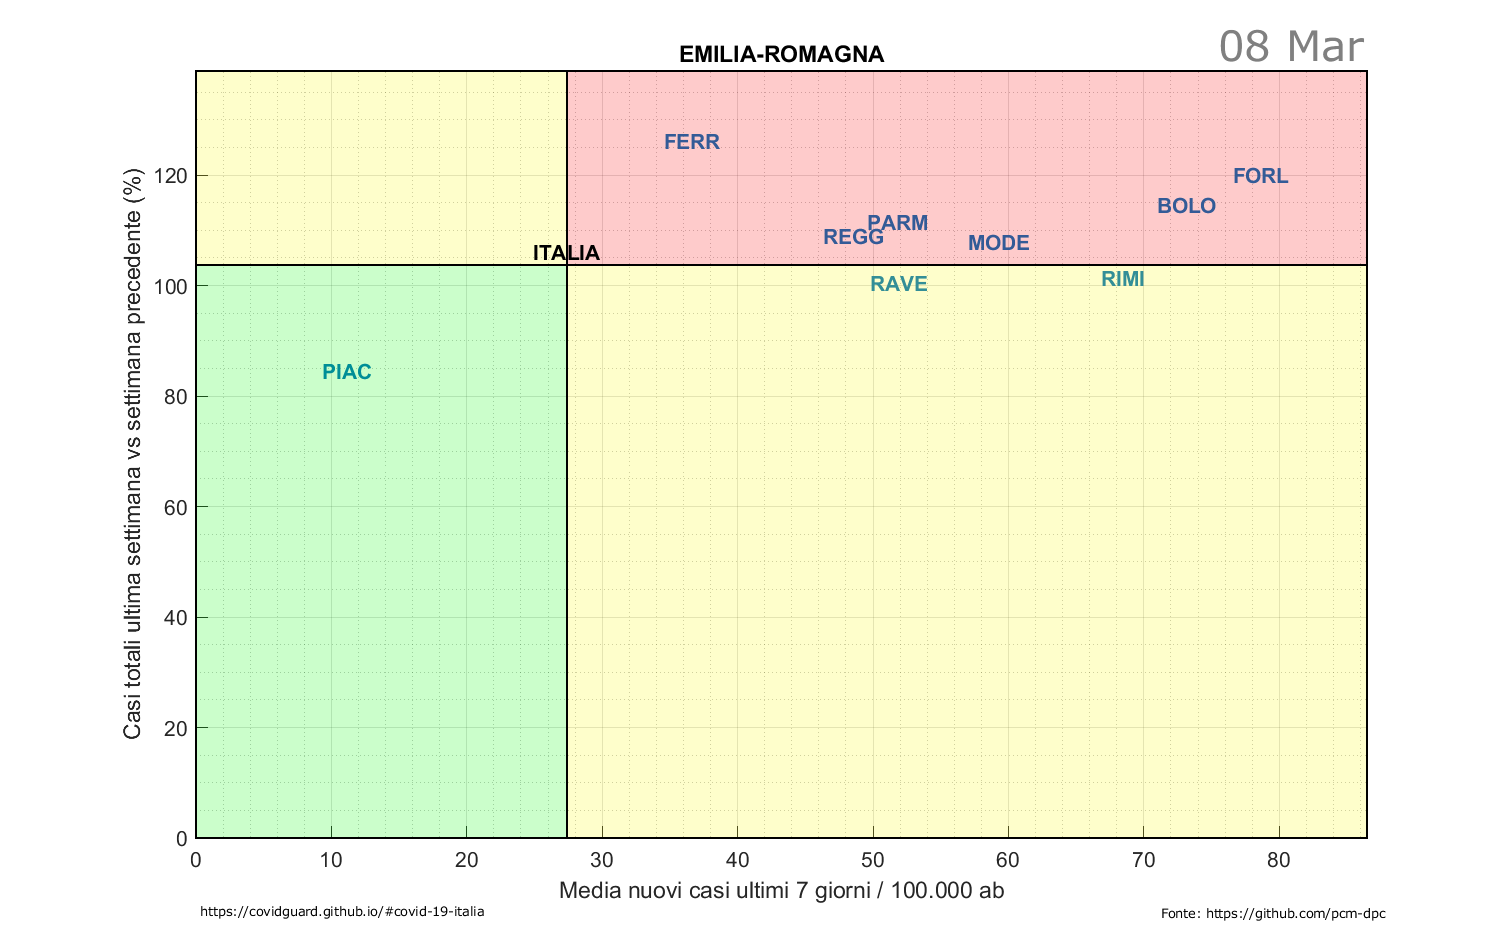 08 Mar
EMILIA-ROMAGNA
Casi totali ultima settimana vs settimana precedente (%)
120
100
80
60
40
20
0
FERR
FORL
BOLO
PARM
REGG
MODE
ITALIA
RIMI
RAVE
PIAC
0 10 20 30 40 50 60 70 80
Media nuovi casi ultimi 7 giorni / 100.000 ab
https://covidguard.github.io/#covid-19-italia
Fonte: https://github.com/pcm-dpc